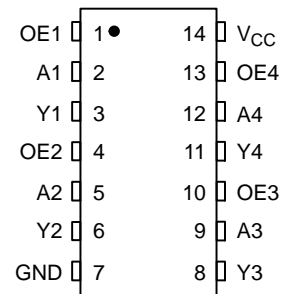 OE1 1 14 VCC
A1 2 13 OE4
Y1 3 12 A4
OE2 4 11 Y4
A2 5 10 OE3
Y2 6 9 A3
GND 7 8 Y3